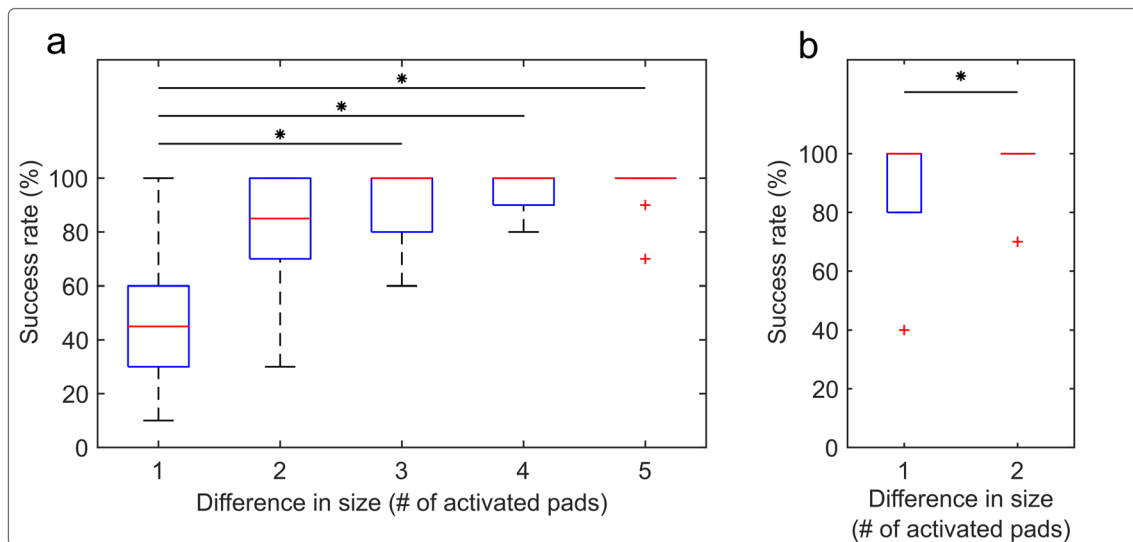 a
Success rate (%)
100
80
60
40
20
0
1 2 3 4 5
Difference in size (# of activated pads)
b
Success rate (%)
100
80
60
40
20
0
1 2
Difference in size
(# of activated pads)